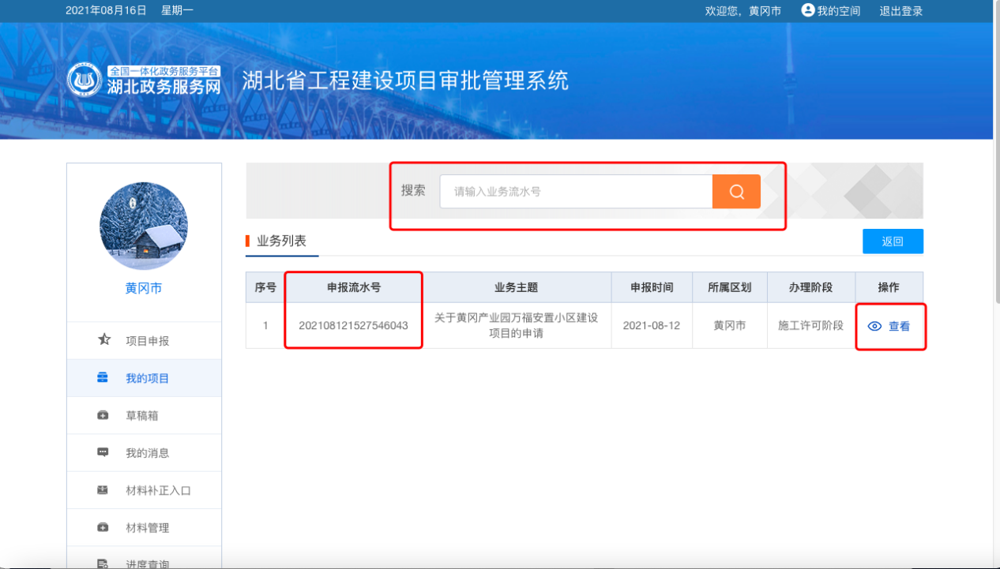 2021年08月16日 星期一
欢迎您，黄冈市 我的空间 退出登录
全国一体化政务服务平台
湖北政务服务网
湖北省工程建设项目审批管理系统
搜索 请输入业务流水号
业务列表 返回
黄冈市
项目申报
我的项目
草稿箱
我的消息
材料补正入口
材料管理
进度查询
序号 申报流水号 业务主题 申报时间 所属区划 办理阶段 操作
1 202108121527546043 关于黄冈产业园万福安置小区建设 2021-08-12 黄冈市 施工许可阶段 查看
项目的申请